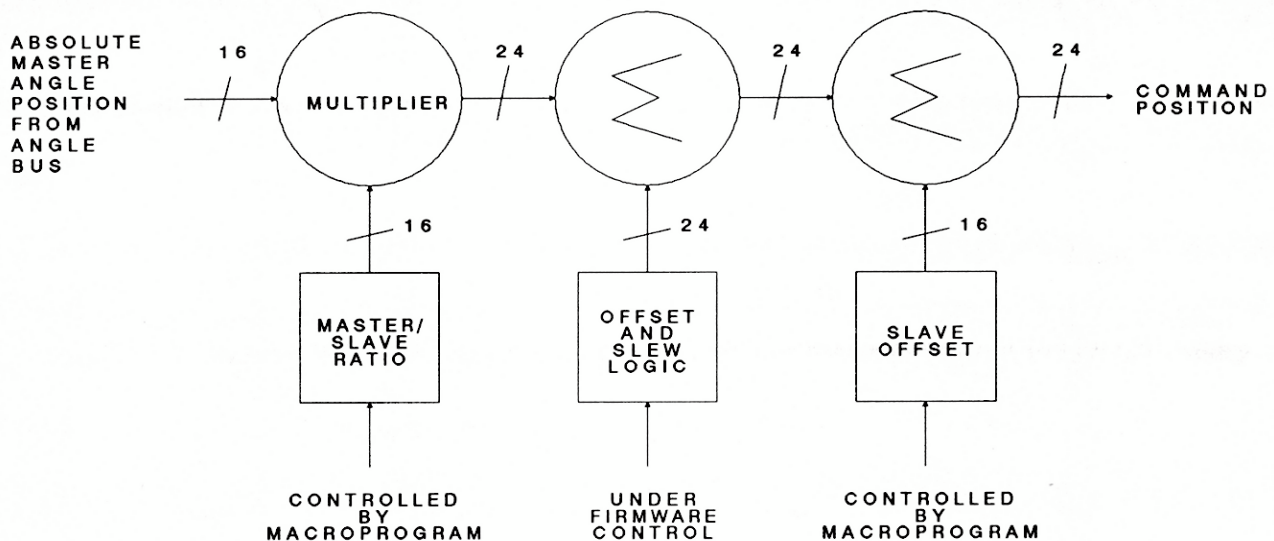 ABSOLUTE
MASTER
ANGLE
POSITION
FROM
ANGLE
BUS
16
MULTIPLIER
24
24
24
COMMAND
POSITION
16
24
16
MASTER/
SLAVE
RATIO
OFFSET
AND
SLEW
LOGIC
SLAVE
OFFSET
CONTROLLED
BY
MACROPROGRAM
UNDER
FIRMWARE
CONTROL
CONTROLLED
BY
MACROPROGRAM